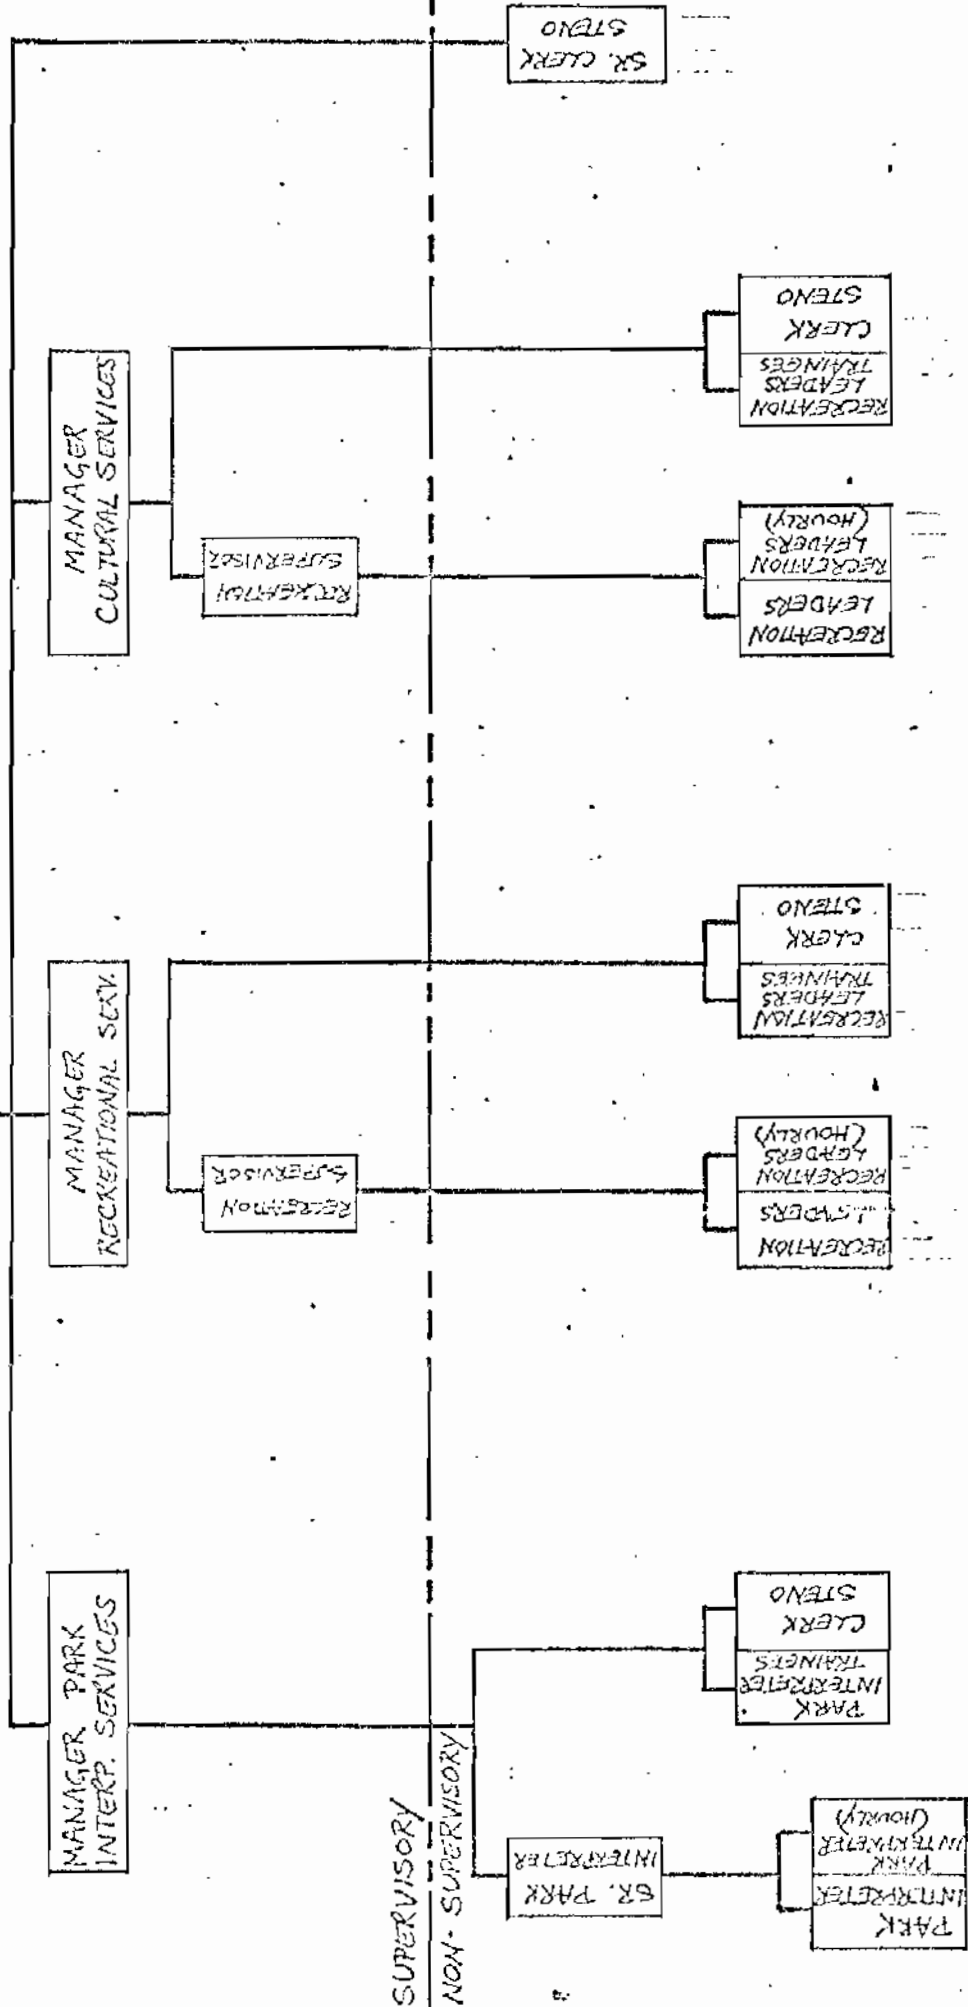 MANAGER PARK
INTERP. SERVICES
MANAGER
RECREATIONAL SERV.
MANAGER
CULTURAL SERVICES
RECREATION
SUPERVISOR
RECREATION
SUPERVISOR
SUPERVISORY
NON-SUPERVISORY
SR. PARK
INTERPRETER
SR. CLERK
STENO
PARK
INTERPRETER
PARK
INTERPRETER
(HOURLY)
PARK
INTERPRETER
TRAINEES
CLERK
STENO
RECREATION
LEADERS
RECREATION
LEADERS
(HOURLY)
RECREATION
LEADERS
TRAINEES
CLERK
STENO
RECREATION
LEADERS
RECREATION
LEADERS
(HOURLY)
RECREATION
LEADERS
TRAINEES
CLERK
STENO